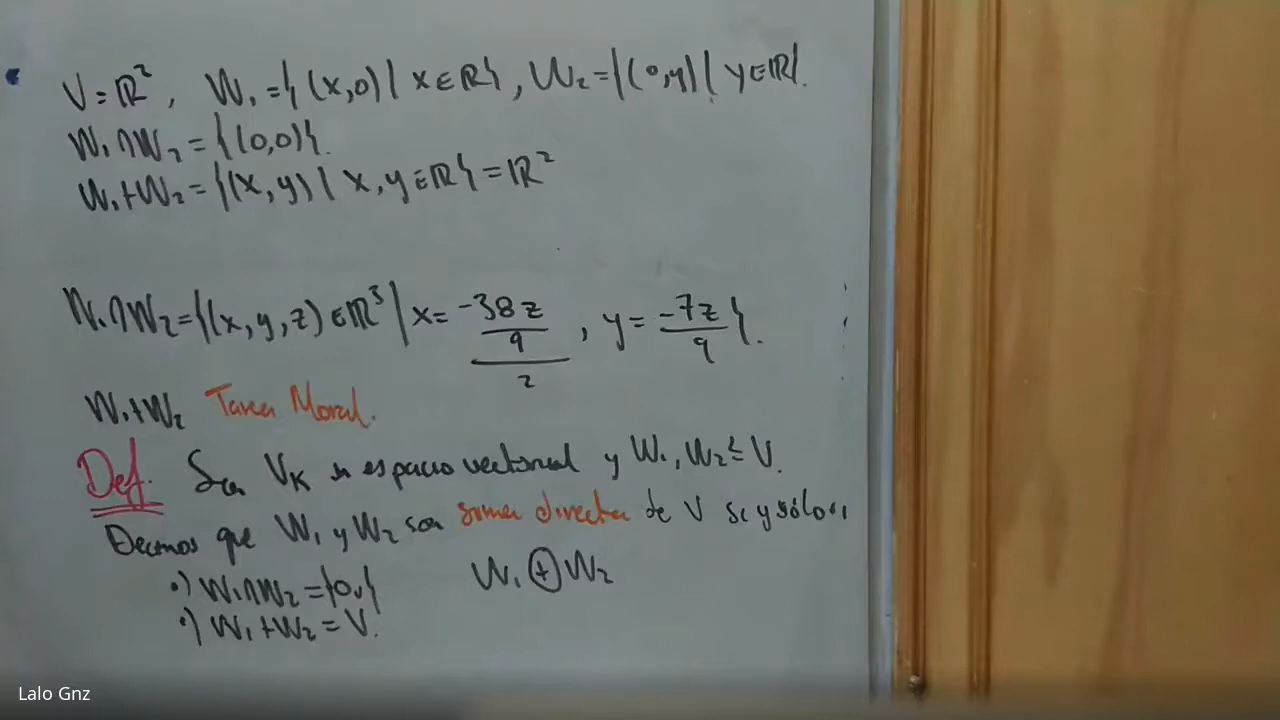 V = ℝ², W₁ = {(x,0) | x ∈ ℝ}, W₂ = {(0,y) | y ∈ ℝ}.
W₁ ∩ W₂ = {(0,0)}.
W₁ + W₂ = {(x,y) | x, y ∈ ℝ} = ℝ²
W₁ ∩ W₂ = {(x,y,z) ∈ ℝ³ | x = -38z/9/2, y = -7z/9}.
W₁ + W₂ Tarea Moral.
Def. Sea V_K un espacio vectorial y W₁, W₂ ≤ V.
Decimos que W₁ y W₂ son suma directa de V si y sólo si
•) W₁ ∩ W₂ = {0ᵥ} W₁ ⊕ W₂
•) W₁ + W₂ = V.
Lalo Gnz